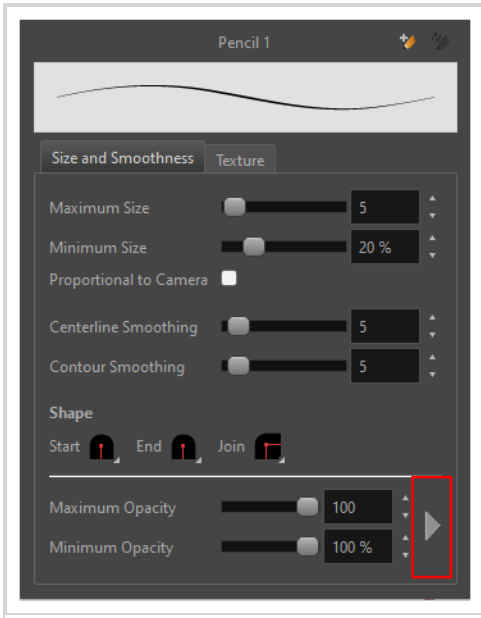 Pencil 1
Size and Smoothness Texture
Maximum Size 5
Minimum Size 20 %
Proportional to Camera
Centerline Smoothing 5
Contour Smoothing 5
Shape
Start End Join
Maximum Opacity 100
Minimum Opacity 100 %